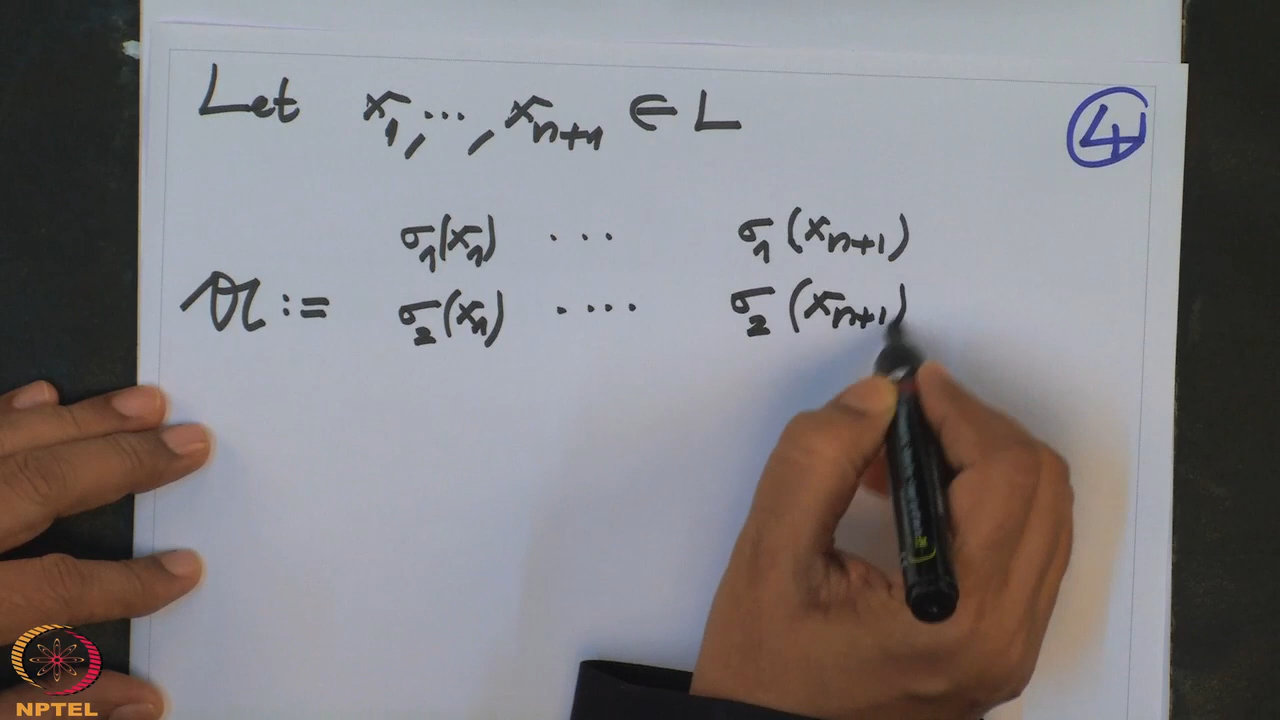 Let x₁, ..., xₙ₊₁ ∈ L
④
σ₁(x₁) ... σ₁(xₙ₊₁)
𝔐 := σ₂(x₁) .... σ₂(xₙ₊₁)
NPTEL